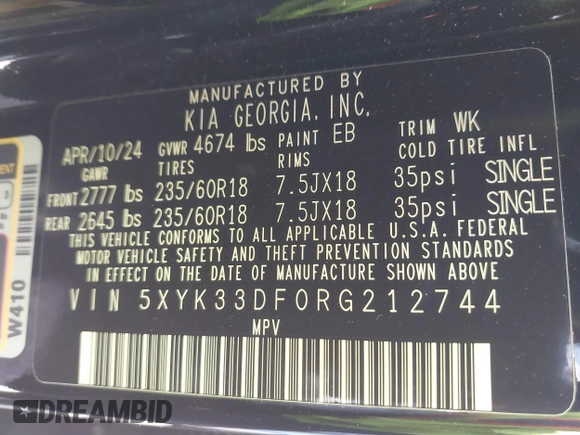 MANUFACTURED BY
KIA GEORGIA, INC.
APR/10/24 GVWR 4674 lbs PAINT EB TRIM WK
GAWR TIRES RIMS COLD TIRE INFL
FRONT 2777 lbs 235/60R18 7.5JX18 35psi SINGLE
REAR 2645 lbs 235/60R18 7.5JX18 35psi SINGLE
THIS VEHICLE CONFORMS TO ALL APPLICABLE U.S.A. FEDERAL
MOTOR VEHICLE SAFETY AND THEFT PREVENTION STANDARDS
IN EFFECT ON THE DATE OF MANUFACTURE SHOWN ABOVE
VIN 5XYK33DF0RG212744
MPV
W410
DREAMBID